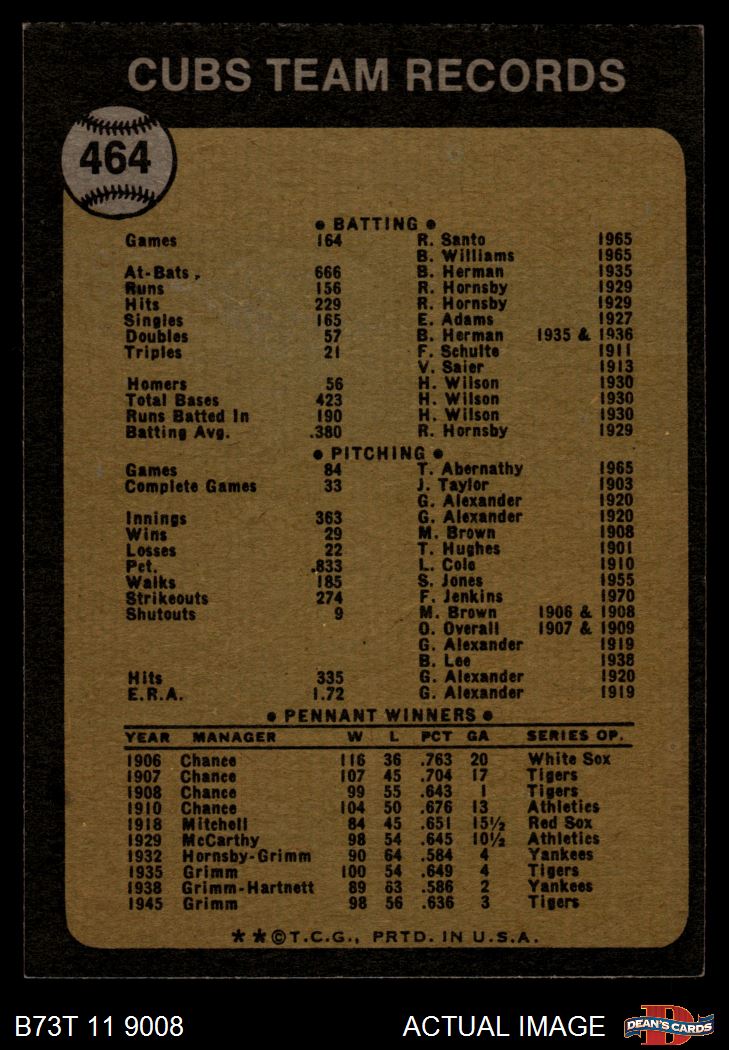 CUBS TEAM RECORDS
464
• BATTING •
Games 164 R. Santo 1965
B. Williams 1965
At-Bats 666 B. Herman 1935
Runs 156 R. Hornsby 1929
Hits 229 R. Hornsby 1929
Singles 165 E. Adams 1927
Doubles 57 B. Herman 1935 & 1936
Triples 21 F. Schulte 1911
V. Saier 1913
Homers 56 H. Wilson 1930
Total Bases 423 H. Wilson 1930
Runs Batted In 190 H. Wilson 1930
Batting Avg. .380 R. Hornsby 1929
• PITCHING •
Games 84 T. Abernathy 1965
Complete Games 33 J. Taylor 1903
G. Alexander 1920
Innings 363 G. Alexander 1920
Wins 29 M. Brown 1908
Losses 22 T. Hughes 1901
Pct. .833 L. Cole 1910
Walks 185 S. Jones 1955
Strikeouts 274 F. Jenkins 1970
Shutouts 9 M. Brown 1906 & 1908
O. Overall 1907 & 1909
G. Alexander 1919
B. Lee 1938
Hits 335 G. Alexander 1920
E.R.A. 1.72 G. Alexander 1919
• PENNANT WINNERS •
YEAR MANAGER W L PCT GA SERIES OP.
1906 Chance 116 36 .763 20 White Sox
1907 Chance 107 45 .704 17 Tigers
1908 Chance 99 55 .643 1 Tigers
1910 Chance 104 50 .676 13 Athletics
1918 Mitchell 84 45 .651 15½ Red Sox
1929 McCarthy 98 54 .645 10½ Athletics
1932 Hornsby-Grimm 90 64 .584 4 Yankees
1935 Grimm 100 54 .649 4 Tigers
1938 Grimm-Hartnett 89 63 .586 2 Yankees
1945 Grimm 98 56 .636 3 Tigers
* * © T.C.G., PRTD. IN U.S.A.
B73T 11 9008 ACTUAL IMAGE DEAN'S CARDS